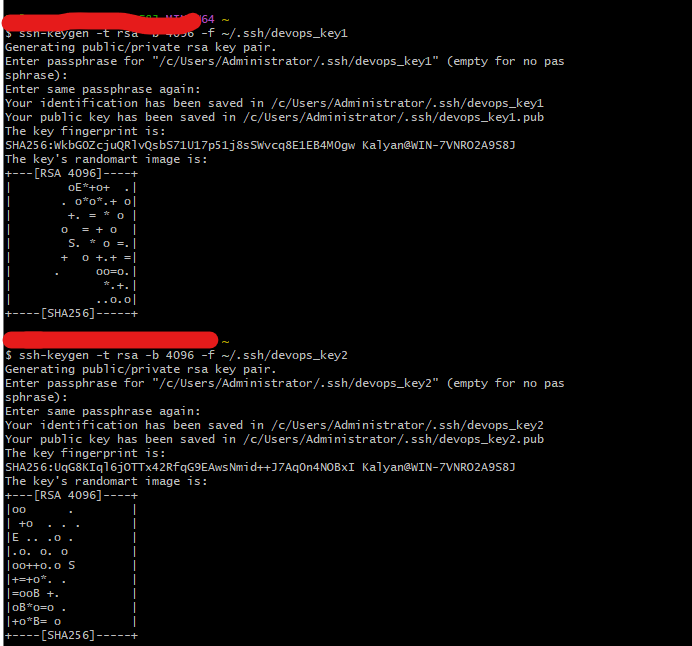 64 ~
$ ssh-keygen -t rsa -b 4096 -f ~/.ssh/devops_key1
Generating public/private rsa key pair.
Enter passphrase for "/c/Users/Administrator/.ssh/devops_key1" (empty for no pas
sphrase):
Enter same passphrase again:
Your identification has been saved in /c/Users/Administrator/.ssh/devops_key1
Your public key has been saved in /c/Users/Administrator/.ssh/devops_key1.pub
The key fingerprint is:
SHA256:WkbGOZcjuQRlvQsbS71U17p51j8sSWvcq8E1EB4MOgw Kalyan@WIN-7VNRO2A9S8J
The key's randomart image is:
+---[RSA 4096]----+
|        oE*+o+  .|
|       . o*o*.+ o|
|        +. = * o |
|       o  = + o  |
|        S. * o =.|
|       +  o +.+ =|
|      .     oo=o.|
|             *.+.|
|            ..o.o|
+----[SHA256]-----+
~
$ ssh-keygen -t rsa -b 4096 -f ~/.ssh/devops_key2
Generating public/private rsa key pair.
Enter passphrase for "/c/Users/Administrator/.ssh/devops_key2" (empty for no pas
sphrase):
Enter same passphrase again:
Your identification has been saved in /c/Users/Administrator/.ssh/devops_key2
Your public key has been saved in /c/Users/Administrator/.ssh/devops_key2.pub
The key fingerprint is:
SHA256:UqG8KIql6jOTTx42RfqG9EAwsNmid++J7AqOn4NOBxI Kalyan@WIN-7VNRO2A9S8J
The key's randomart image is:
+---[RSA 4096]----+
|oo      .        |
| +o  . . .       |
|E .. .o .        |
|.o. o. o         |
|oo++o.o S        |
|+=+o*. .         |
|=ooB +.          |
|oB*o=o .         |
|+o*B= o          |
+----[SHA256]-----+